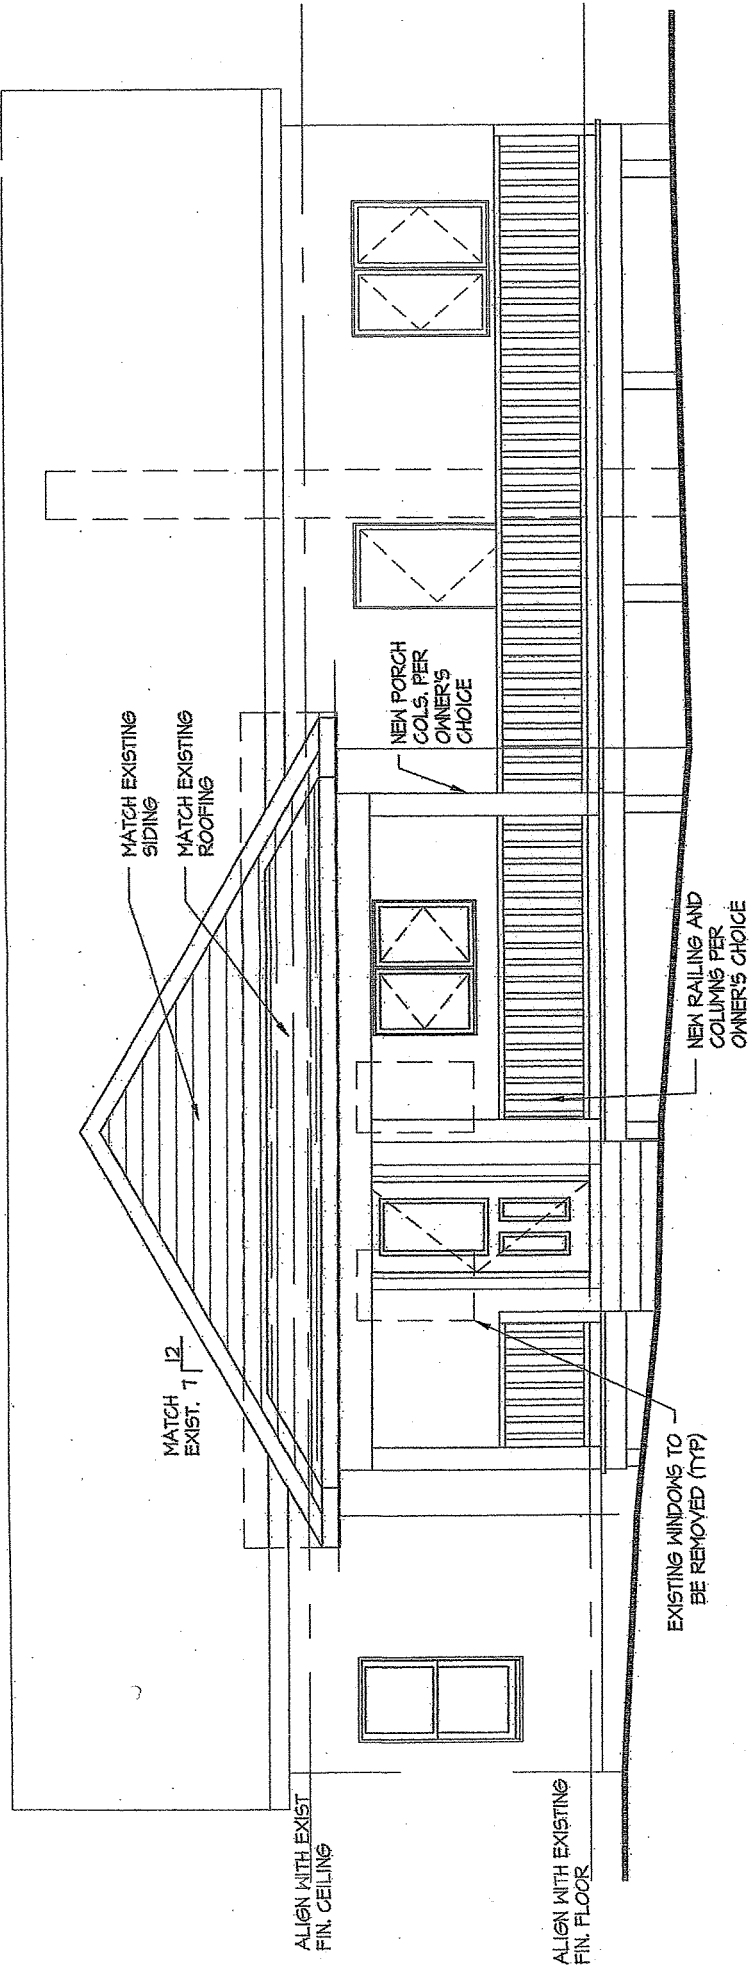 MATCH EXISTING
SIDING
MATCH EXISTING
ROOFING
MATCH
EXIST. 7
12
NEW PORCH
COLS. PER
OWNER'S
CHOICE
ALIGN WITH EXIST
FIN. CEILING
ALIGN WITH EXISTING
FIN. FLOOR
EXISTING WINDOWS TO
BE REMOVED (TYP)
NEW RAILING AND
COLUMNS PER
OWNER'S CHOICE